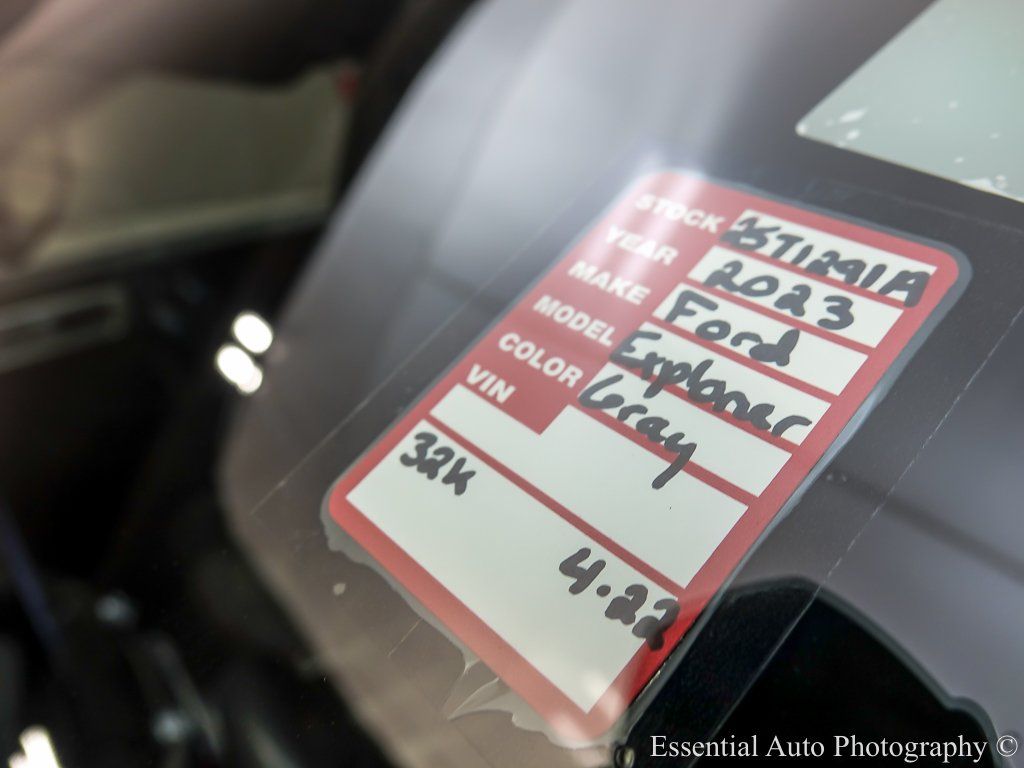 STOCK 25T1291A
YEAR 2023
MAKE Ford
MODEL Explorer
COLOR Gray
VIN
32K
4.22
Essential Auto Photography ©